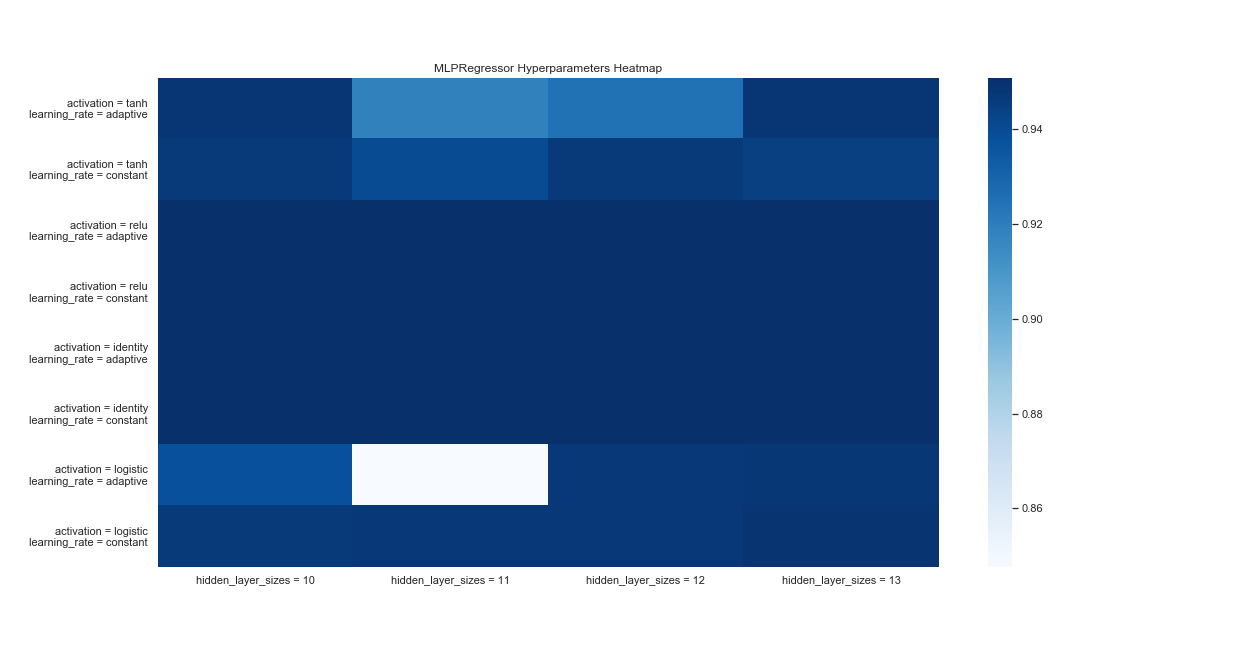 MLPRegressor Hyperparameters Heatmap
activation = tanh
learning_rate = adaptive
activation = tanh
learning_rate = constant
activation = relu
learning_rate = adaptive
activation = relu
learning_rate = constant
activation = identity
learning_rate = adaptive
activation = identity
learning_rate = constant
activation = logistic
learning_rate = adaptive
activation = logistic
learning_rate = constant
hidden_layer_sizes = 10
hidden_layer_sizes = 11
hidden_layer_sizes = 12
hidden_layer_sizes = 13
0.94
0.92
0.90
0.88
0.86